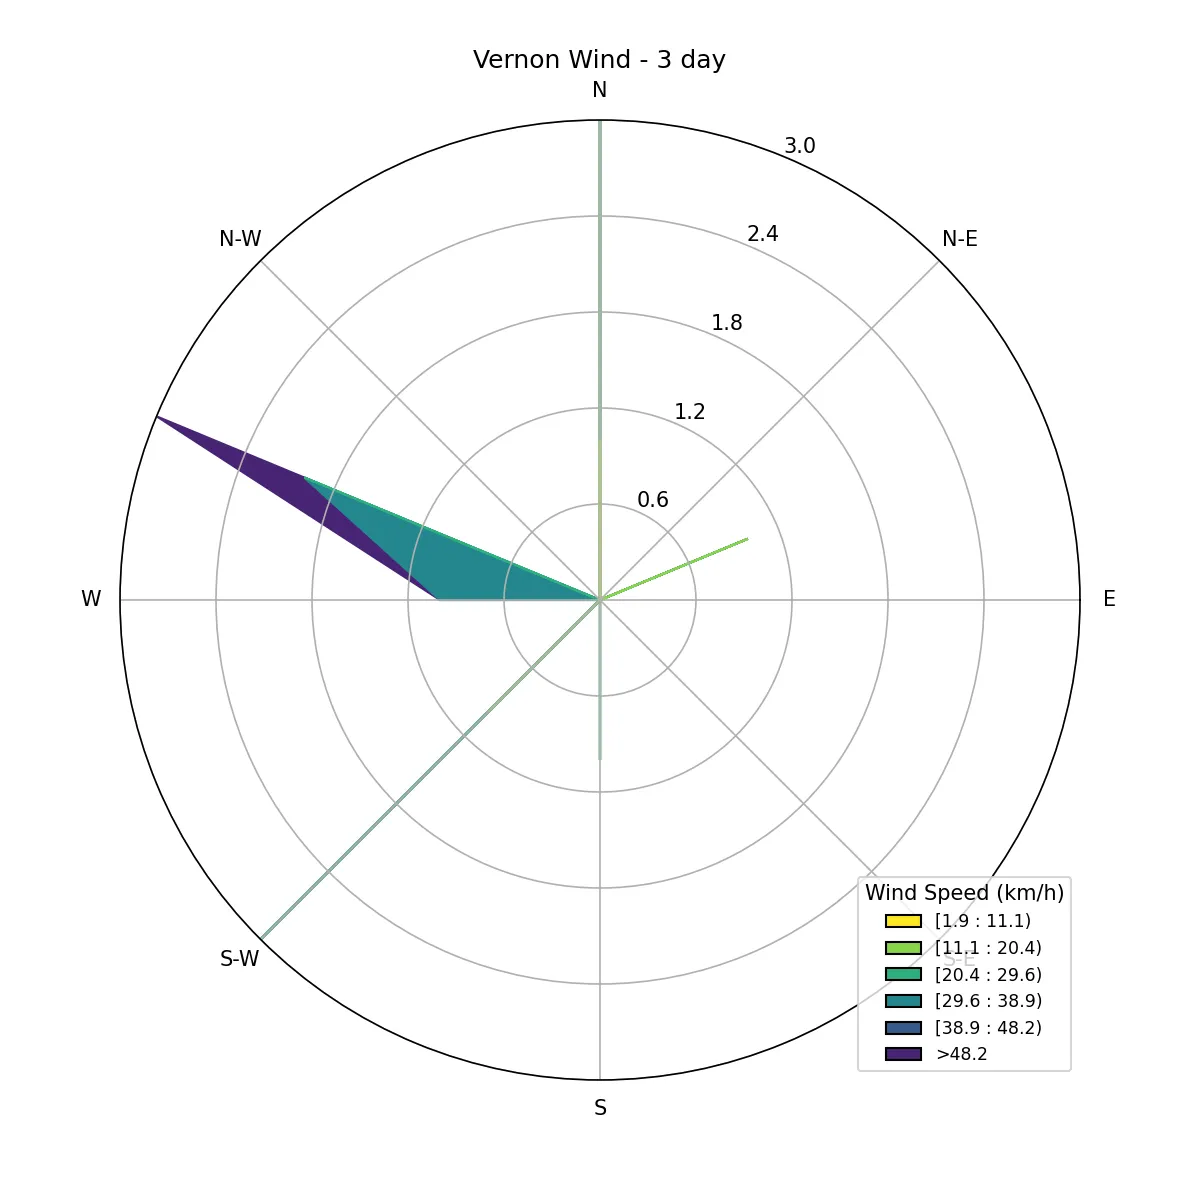 Vernon Wind - 3 day
N
3.0
N-W
2.4
N-E
1.8
1.2
0.6
W
E
Wind Speed (km/h)
[1.9 : 11.1)
[11.1 : 20.4)
[20.4 : 29.6)
[29.6 : 38.9)
[38.9 : 48.2)
>48.2
S-W
S-E
S